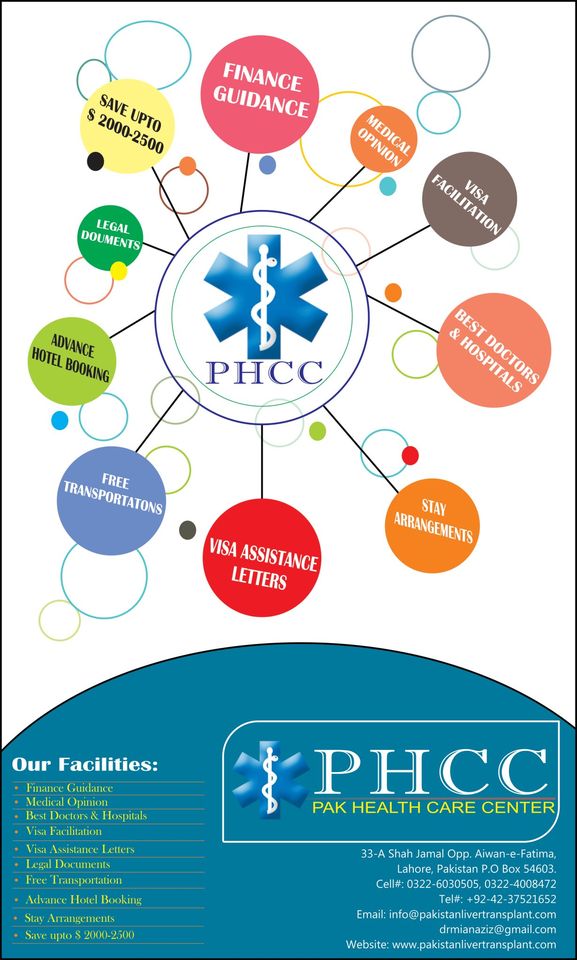 FINANCE
GUIDANCE
SAVE UPTO
$ 2000-2500
MEDICAL
OPINION
VISA
FACILITATION
LEGAL
DOUMENTS
BEST DOCTORS
& HOSPITALS
ADVANCE
HOTEL BOOKING
PHCC
FREE
TRANSPORTATONS
STAY
ARRANGEMENTS
VISA ASSISTANCE
LETTERS
Our Facilities:
• Finance Guidance
• Medical Opinion
• Best Doctors & Hospitals
• Visa Facilitation
• Visa Assistance Letters
• Legal Documents
• Free Transportation
• Advance Hotel Booking
• Stay Arrangements
• Save upto $ 2000-2500
PHCC
PAK HEALTH CARE CENTER
33-A Shah Jamal Opp. Aiwan-e-Fatima,
Lahore, Pakistan P.O Box 54603.
Cell#: 0322-6030505, 0322-4008472
Tel#: +92-42-37521652
Email: info@pakistanlivertransplant.com
drmianaziz@gmail.com
Website: www.pakistanlivertransplant.com